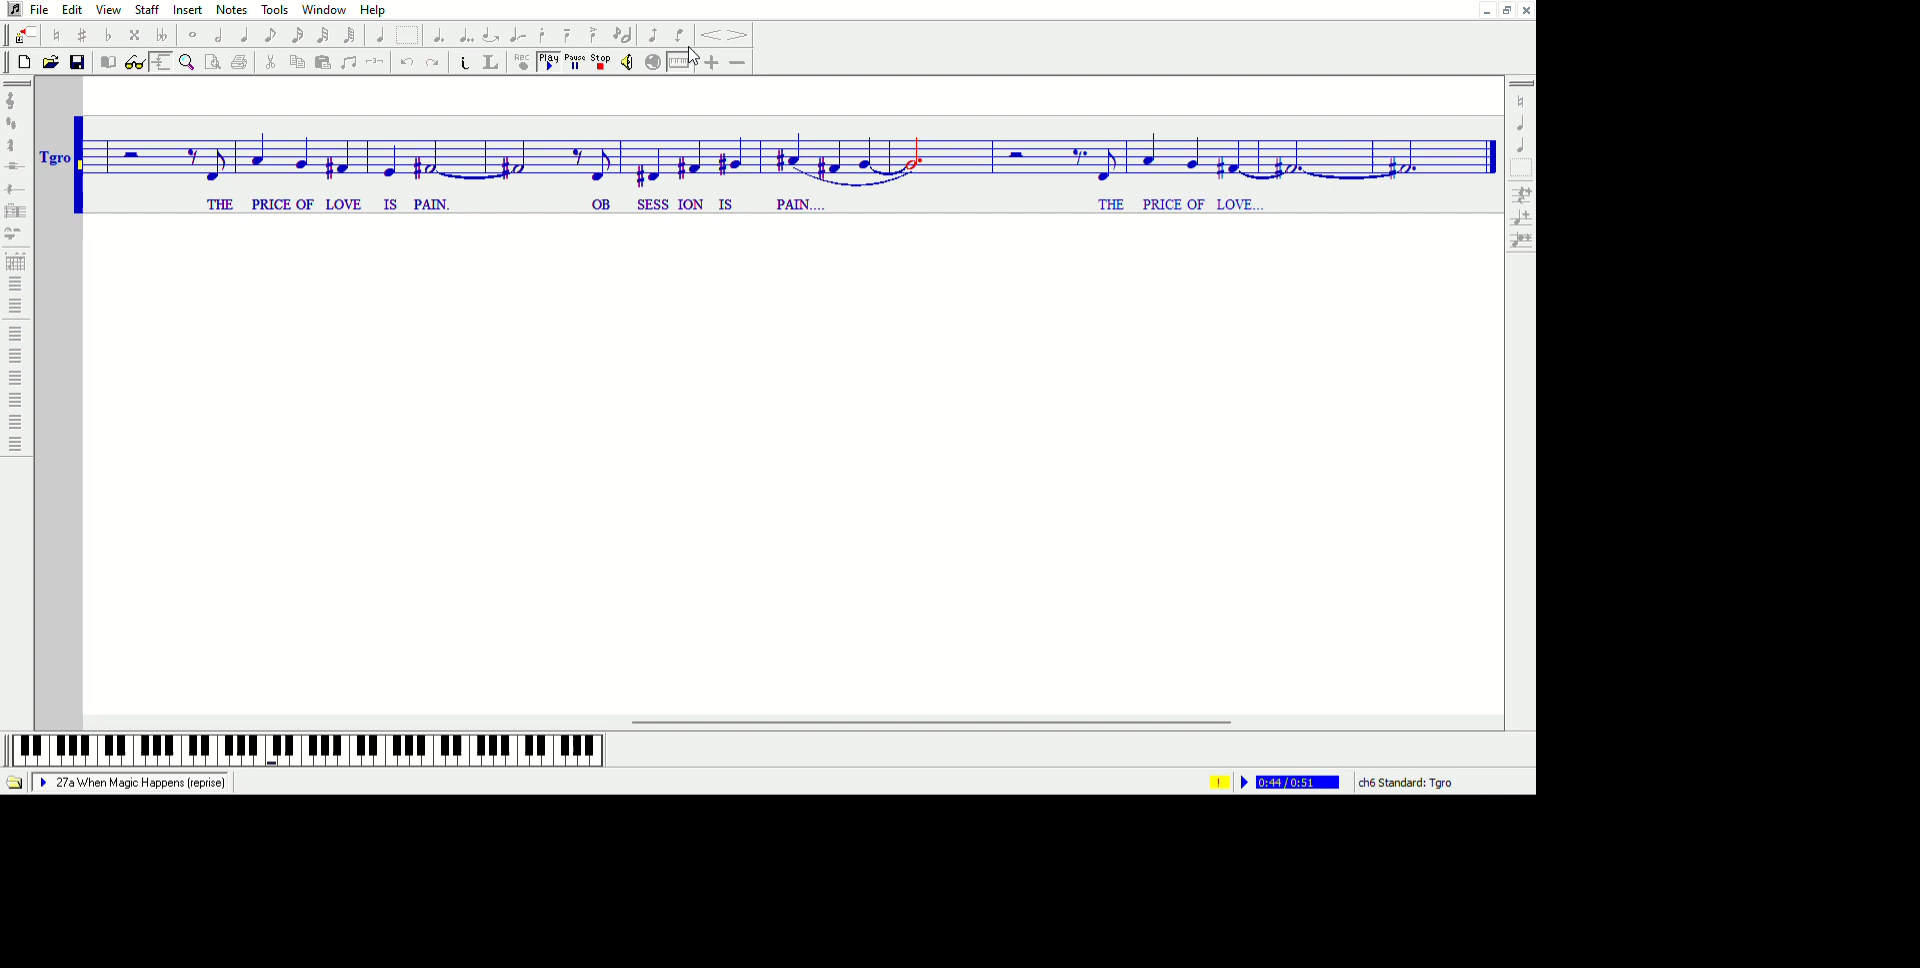 File Edit View Staff Insert Notes Tools Window Help
Rec Play Pause Stop
Tgro
THE PRICE OF LOVE IS PAIN. OB SESS ION IS PAIN.... THE PRICE OF LOVE...
27a When Magic Happens (reprise) ! 0:44 / 0:51 ch6 Standard: Tgro